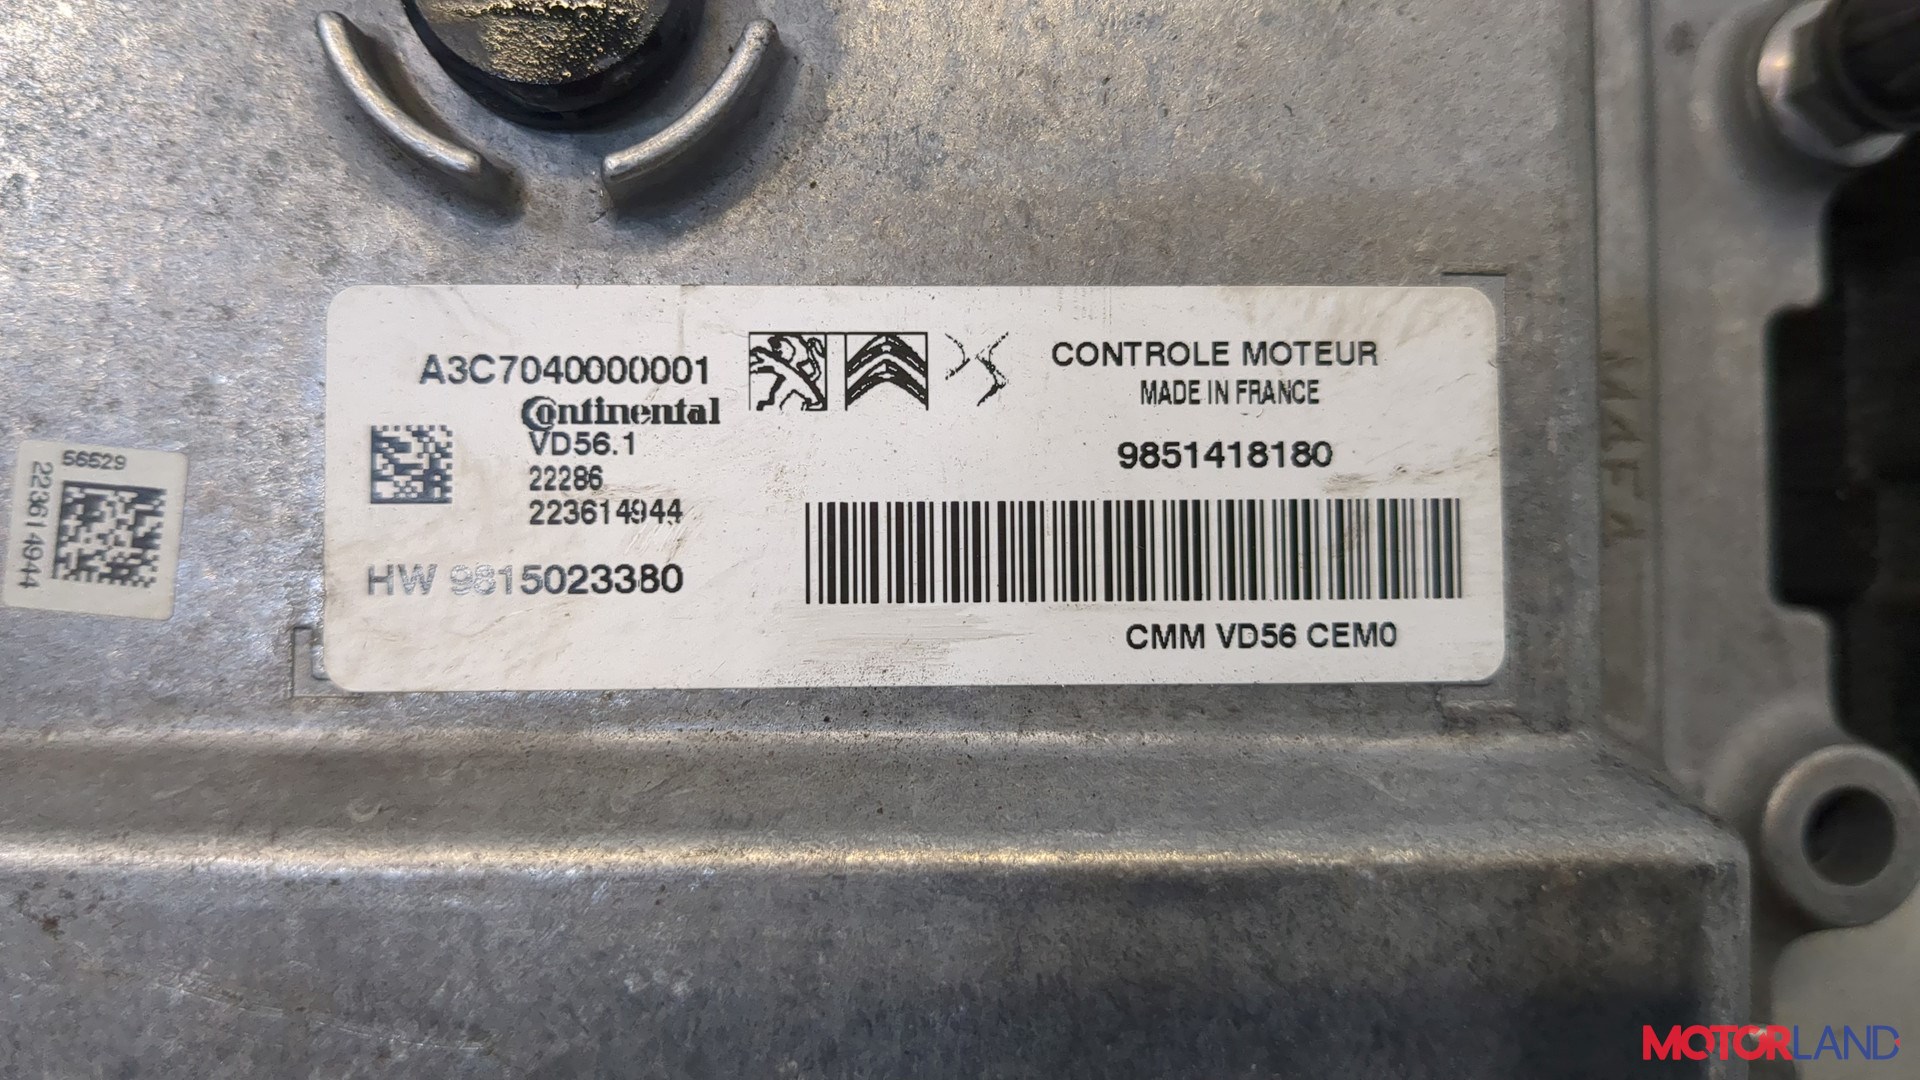 A3C7040000001
Continental
VD56.1
22286
223614944
HW 9815023380
CONTROLE MOTEUR
MADE IN FRANCE
9851418180
CMM VD56 CEM0
56529
223614944
MOTORLAND